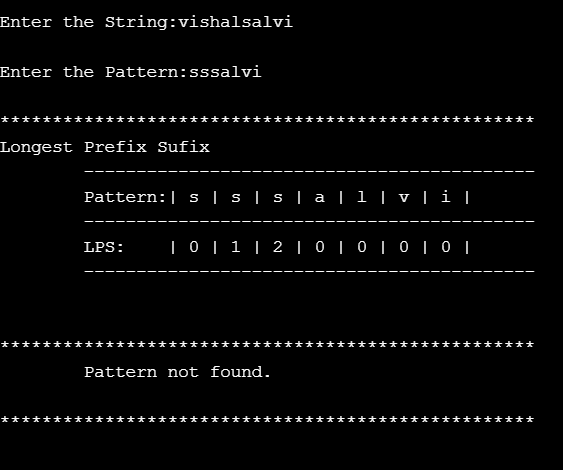 Enter the String:vishalsalvi
Enter the Pattern:sssalvi
***************************************************
Longest Prefix Sufix
-------------------------------------------
Pattern:| s | s | s | a | l | v | i |
-------------------------------------------
LPS:    | 0 | 1 | 2 | 0 | 0 | 0 | 0 |
-------------------------------------------
***************************************************
Pattern not found.
***************************************************